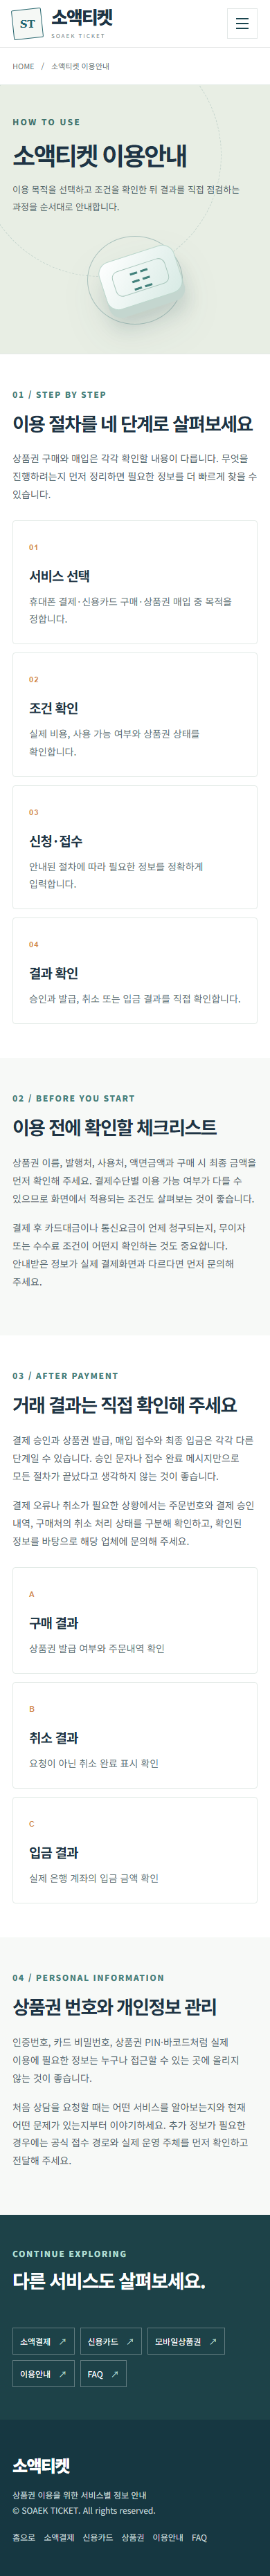 ST
소액티켓
SOAEK TICKET
HOME / 소액티켓 이용안내
HOW TO USE
소액티켓 이용안내
이용 목적을 선택하고 조건을 확인한 뒤 결과를 직접 점검하는
과정을 순서대로 안내합니다.
01 / STEP BY STEP
이용 절차를 네 단계로 살펴보세요
상품권 구매와 매입은 각각 확인할 내용이 다릅니다. 무엇을
진행하려는지 먼저 정리하면 필요한 정보를 더 빠르게 찾을 수
있습니다.
01
서비스 선택
휴대폰 결제·신용카드 구매·상품권 매입 중 목적을
정합니다.
02
조건 확인
실제 비용, 사용 가능 여부와 상품권 상태를
확인합니다.
03
신청·접수
안내된 절차에 따라 필요한 정보를 정확하게
입력합니다.
04
결과 확인
승인과 발급, 취소 또는 입금 결과를 직접 확인합니다.
02 / BEFORE YOU START
이용 전에 확인할 체크리스트
상품권 이름, 발행처, 사용처, 액면금액과 구매 시 최종 금액을
먼저 확인해 주세요. 결제수단별 이용 가능 여부가 다를 수
있으므로 화면에서 적용되는 조건도 살펴보는 것이 좋습니다.
결제 후 카드대금이나 통신요금이 언제 청구되는지, 무이자
또는 수수료 조건이 어떤지 확인하는 것도 중요합니다.
안내받은 정보가 실제 결제화면과 다르다면 먼저 문의해
주세요.
03 / AFTER PAYMENT
거래 결과는 직접 확인해 주세요
결제 승인과 상품권 발급, 매입 접수와 최종 입금은 각각 다른
단계일 수 있습니다. 승인 문자나 접수 완료 메시지만으로
모든 절차가 끝났다고 생각하지 않는 것이 좋습니다.
결제 오류나 취소가 필요한 상황에서는 주문번호와 결제 승인
내역, 구매처의 취소 처리 상태를 구분해 확인하고, 확인된
정보를 바탕으로 해당 업체에 문의해 주세요.
A
구매 결과
상품권 발급 여부와 주문내역 확인
B
취소 결과
요청이 아닌 취소 완료 표시 확인
C
입금 결과
실제 은행 계좌의 입금 금액 확인
04 / PERSONAL INFORMATION
상품권 번호와 개인정보 관리
인증번호, 카드 비밀번호, 상품권 PIN·바코드처럼 실제
이용에 필요한 정보는 누구나 접근할 수 있는 곳에 올리지
않는 것이 좋습니다.
처음 상담을 요청할 때는 어떤 서비스를 알아보는지와 현재
어떤 문제가 있는지부터 이야기하세요. 추가 정보가 필요한
경우에는 공식 접수 경로와 실제 운영 주체를 먼저 확인하고
전달해 주세요.
CONTINUE EXPLORING
다른 서비스도 살펴보세요.
소액결제 ↗ 신용카드 ↗ 모바일상품권 ↗
이용안내 ↗ FAQ ↗
소액티켓
상품권 이용을 위한 서비스별 정보 안내
© SOAEK TICKET. All rights reserved.
홈으로 소액결제 신용카드 상품권 이용안내 FAQ